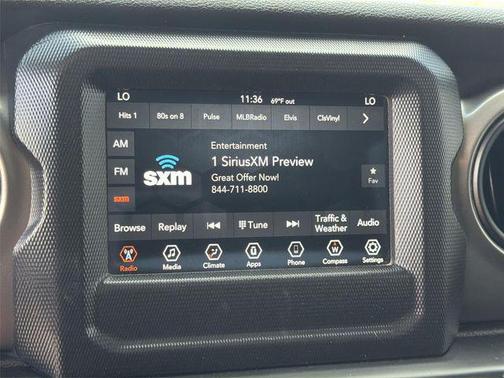 LO 11:36 69°F out LO
Hits 1 80s on 8 Pulse MLBRadio Elvis ClsVinyl
AM
FM
sxm
sxm
Entertainment
1 SiriusXM Preview
Great Offer Now!
844-711-8800
Fav
Browse Replay Tune Traffic & Weather Audio
Radio Media Climate Apps Phone Compass Settings
W